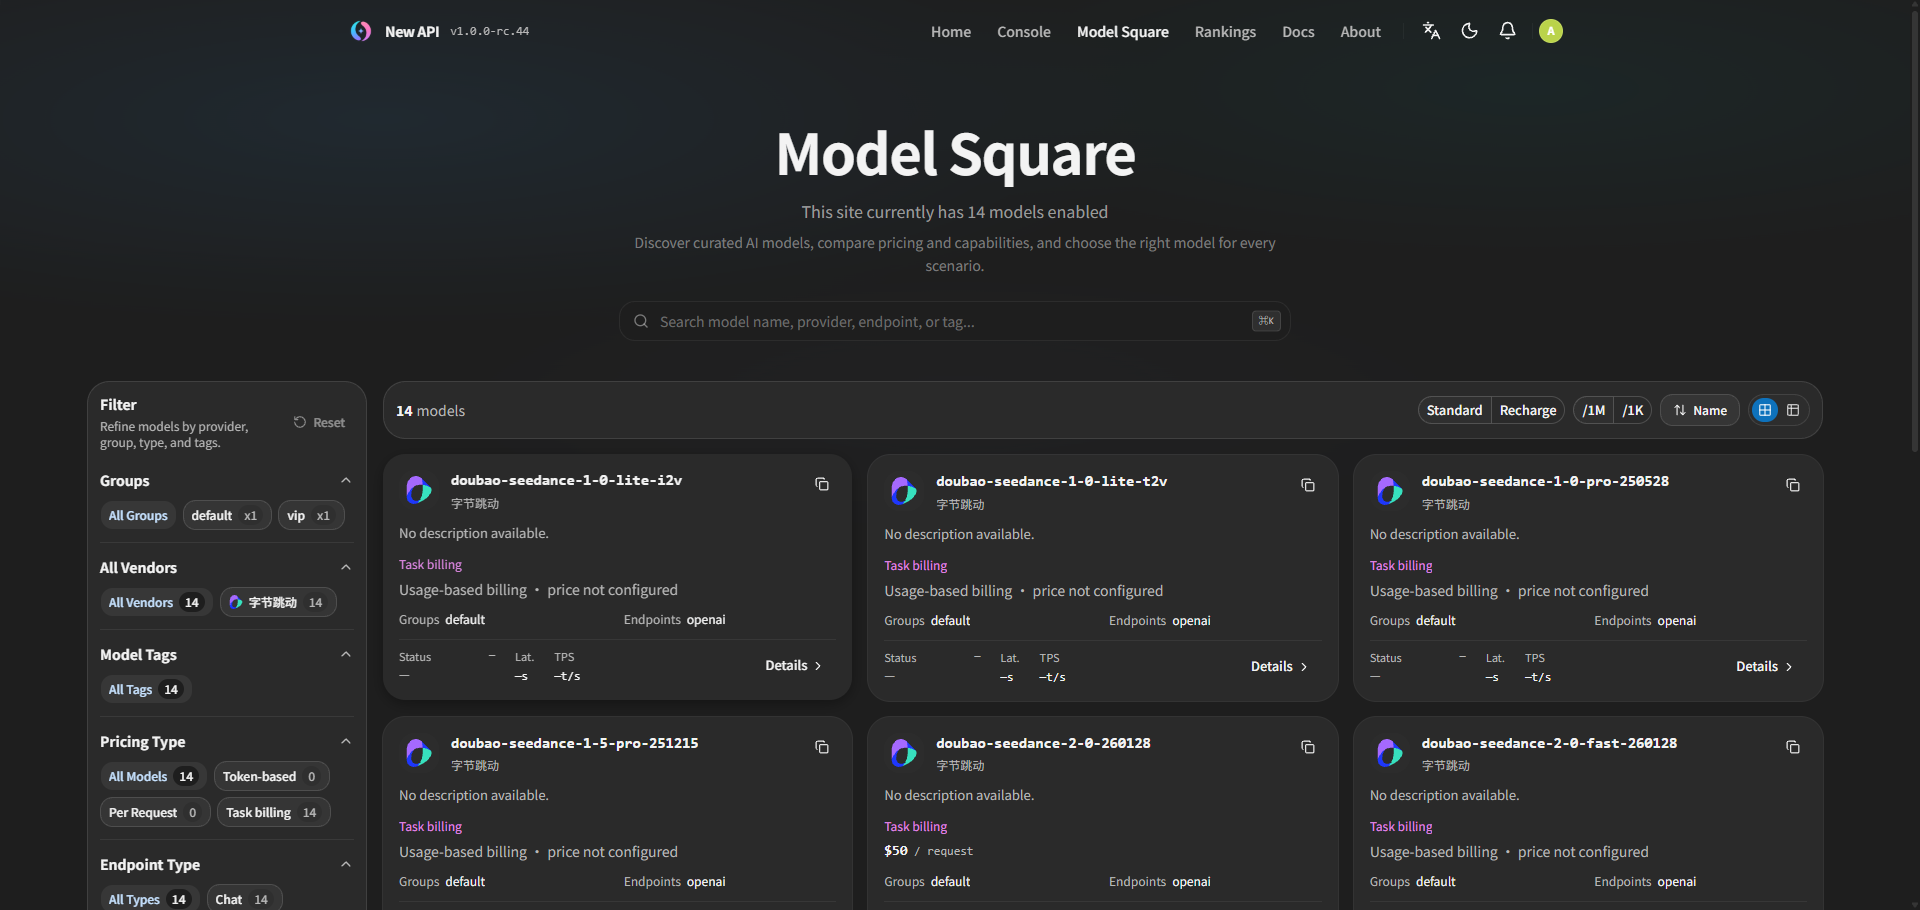 New API v1.0.0-rc.44
Home Console Model Square Rankings Docs About A
Model Square
This site currently has 14 models enabled
Discover curated AI models, compare pricing and capabilities, and choose the right model for every
scenario.
Search model name, provider, endpoint, or tag... ⌘K
Filter
Refine models by provider,
group, type, and tags.
Reset
Groups
All Groups default x1 vip x1
All Vendors
All Vendors 14 字节跳动 14
Model Tags
All Tags 14
Pricing Type
All Models 14 Token-based 0
Per Request 0 Task billing 14
Endpoint Type
All Types 14 Chat 14
14 models
Standard Recharge /1M /1K Name
doubao-seedance-1-0-lite-i2v
字节跳动
No description available.
Task billing
Usage-based billing • price not configured
Groups default Endpoints openai
Status – Lat. TPS
— —s —t/s
Details
doubao-seedance-1-0-lite-t2v
字节跳动
No description available.
Task billing
Usage-based billing • price not configured
Groups default Endpoints openai
Status – Lat. TPS
— —s —t/s
Details
doubao-seedance-1-0-pro-250528
字节跳动
No description available.
Task billing
Usage-based billing • price not configured
Groups default Endpoints openai
Status – Lat. TPS
— —s —t/s
Details
doubao-seedance-1-5-pro-251215
字节跳动
No description available.
Task billing
Usage-based billing • price not configured
Groups default Endpoints openai
doubao-seedance-2-0-260128
字节跳动
No description available.
Task billing
$50 / request
Groups default Endpoints openai
doubao-seedance-2-0-fast-260128
字节跳动
No description available.
Task billing
Usage-based billing • price not configured
Groups default Endpoints openai